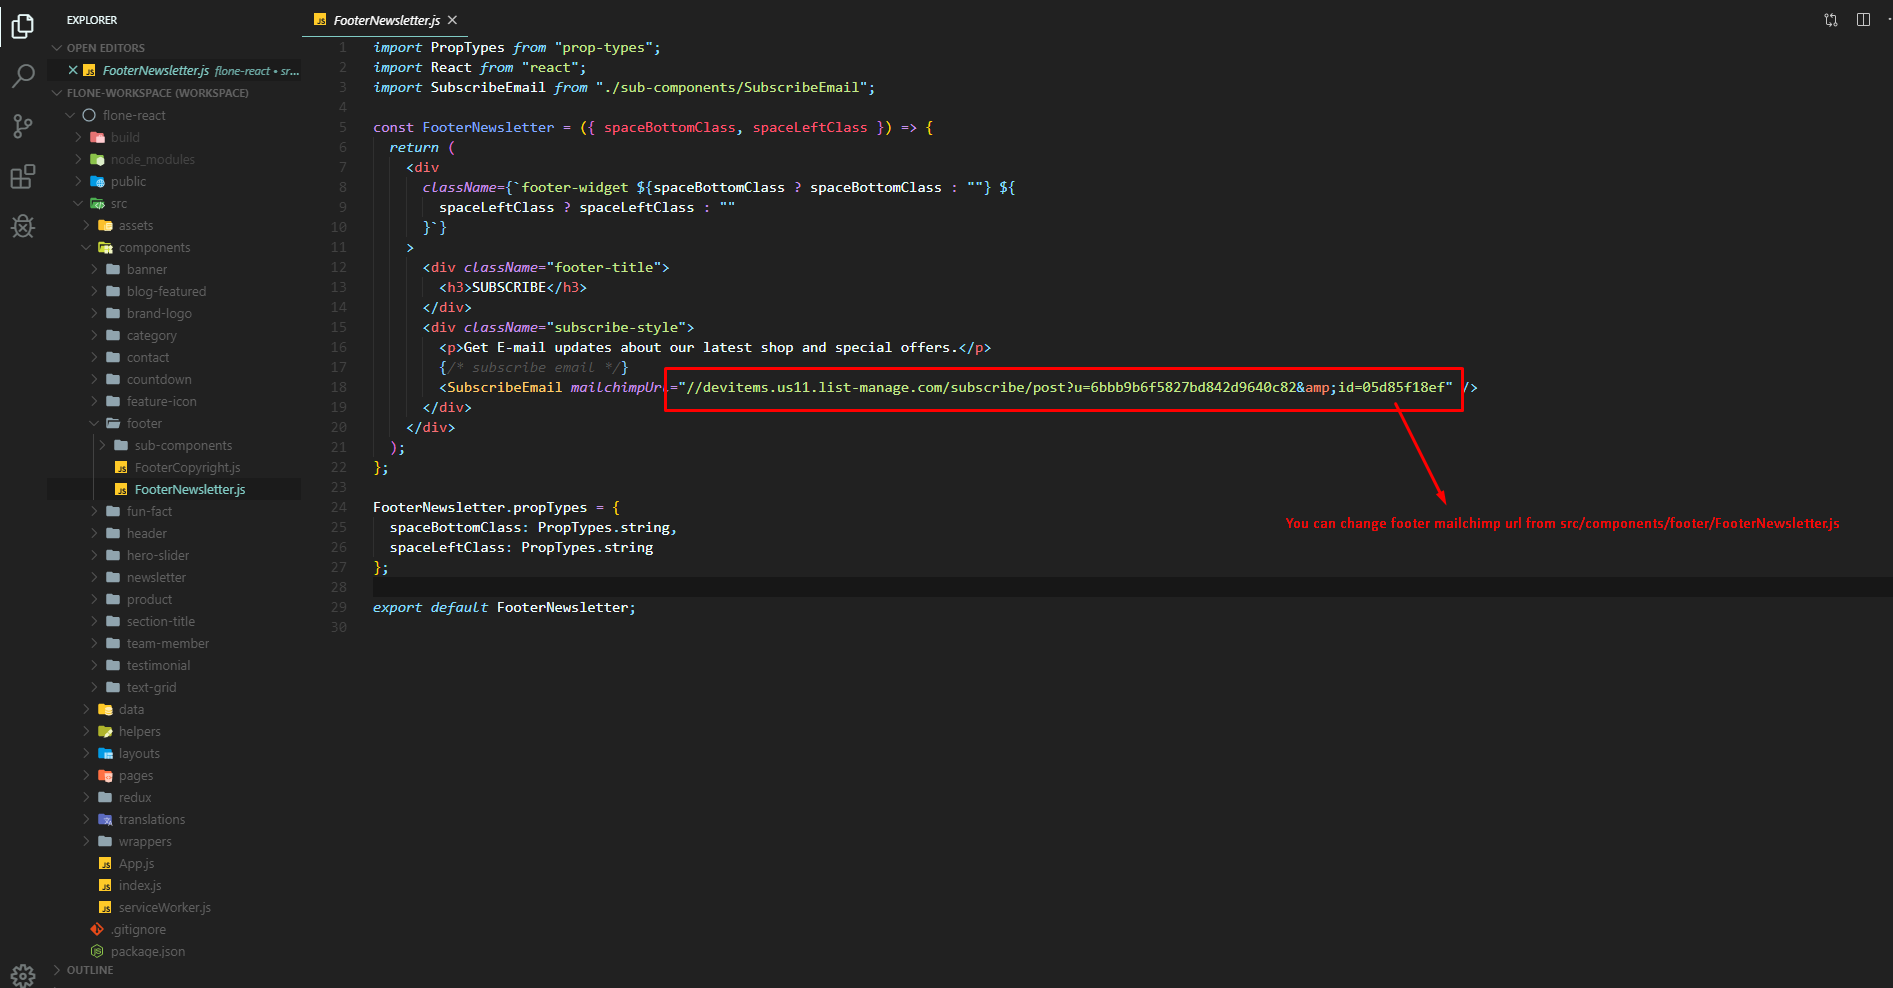 EXPLORER
OPEN EDITORS
FooterNewsletter.js flone-react • sr...
FLONE-WORKSPACE (WORKSPACE)
flone-react
build
node_modules
public
src
assets
components
banner
blog-featured
brand-logo
category
contact
countdown
feature-icon
footer
sub-components
FooterCopyright.js
FooterNewsletter.js
fun-fact
header
hero-slider
newsletter
product
section-title
team-member
testimonial
text-grid
data
helpers
layouts
pages
redux
translations
wrappers
App.js
index.js
serviceWorker.js
.gitignore
package.json
OUTLINE
FooterNewsletter.js
1 import PropTypes from "prop-types";
2 import React from "react";
3 import SubscribeEmail from "./sub-components/SubscribeEmail";
4
5 const FooterNewsletter = ({ spaceBottomClass, spaceLeftClass }) => {
6 return (
7 <div
8 className={`footer-widget ${spaceBottomClass ? spaceBottomClass : ""} ${
9 spaceLeftClass ? spaceLeftClass : ""
10 }`}
11 >
12 <div className="footer-title">
13 <h3>SUBSCRIBE</h3>
14 </div>
15 <div className="subscribe-style">
16 <p>Get E-mail updates about our latest shop and special offers.</p>
17 {/* subscribe email */}
18 <SubscribeEmail mailchimpUrl="//devitems.us11.list-manage.com/subscribe/post?u=6bbb9b6f5827bd842d9640c82&amp;id=05d85f18ef" />
19 </div>
20 </div>
21 );
22 };
23
24 FooterNewsletter.propTypes = {
25 spaceBottomClass: PropTypes.string,
26 spaceLeftClass: PropTypes.string
27 };
28
29 export default FooterNewsletter;
30
You can change footer mailchimp url from src/components/footer/FooterNewsletter.js